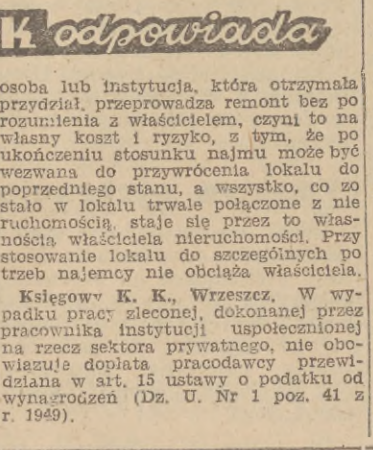 K odpowiada
osoba lub instytucja, która otrzymała
przydział, przeprowadza remont bez po
rozumienia z właścicielem, czyni to na
własny koszt i ryzyko, z tym, że po
ukończeniu stosunku najmu może być
wezwana do przywrócenia lokalu do
poprzedniego stanu, a wszystko, co zo
stało w lokalu trwale połączone z nie
ruchomością, staje się przez to włas-
nością właściciela nieruchomości. Przy
stosowanie lokalu do szczególnych po
trzeb najemcy nie obciąża właściciela.
Księgowy K. K., Wrzeszcz. W wy-
padku pracy zleconej, dokonanej przez
pracownika instytucji uspołecznionej
na rzecz sektora prywatnego, nie obo-
wiązuje dopłata pracodawcy przewi-
dziana w art. 15 ustawy o podatku od
wynagrodzeń (Dz. U. Nr 1 poz. 41 z
r. 1949).